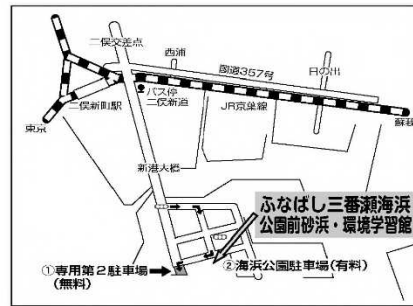 二俣交差点
西浦
国道357号
日の出
バス停
二俣新道
二俣新町駅
JR京葉線
東京
蘇我
新港大橋
ふなばし三番瀬海浜
公園前砂浜・環境学習館
①専用第2駐車場
(無料)
②海浜公園駐車場(有料)